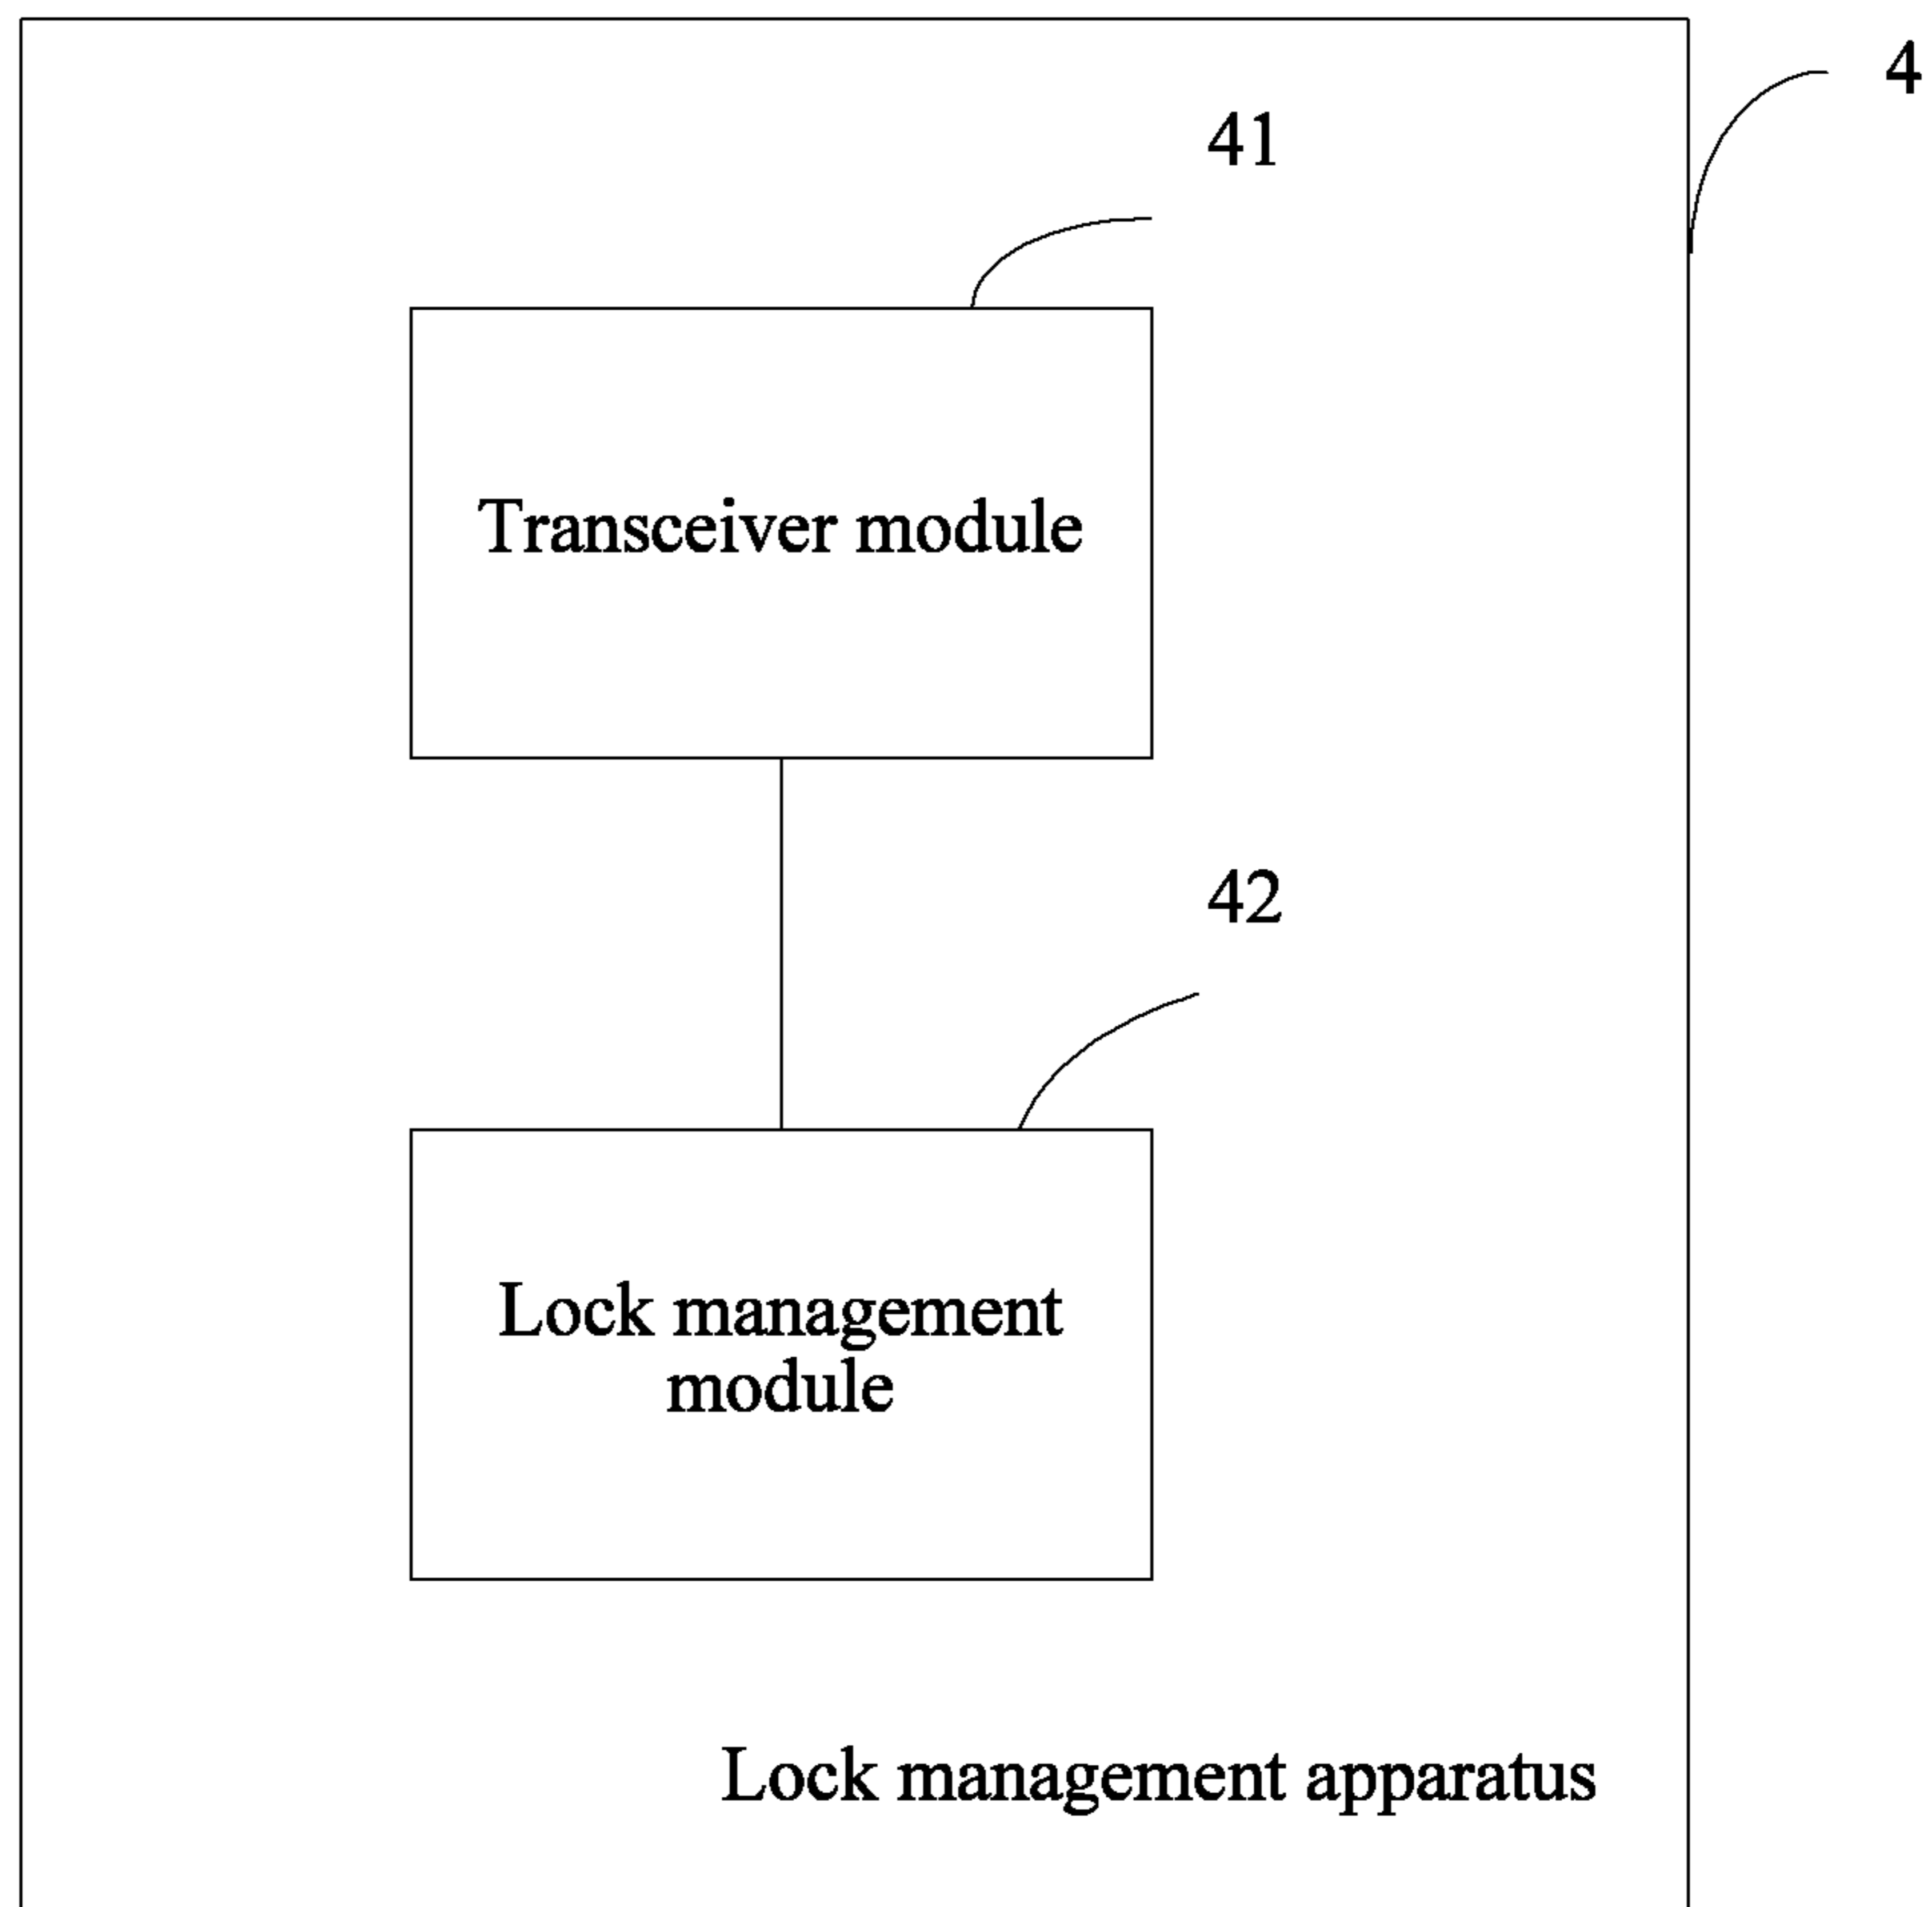 4
41
Transceiver module
42
Lock management
module
Lock management apparatus